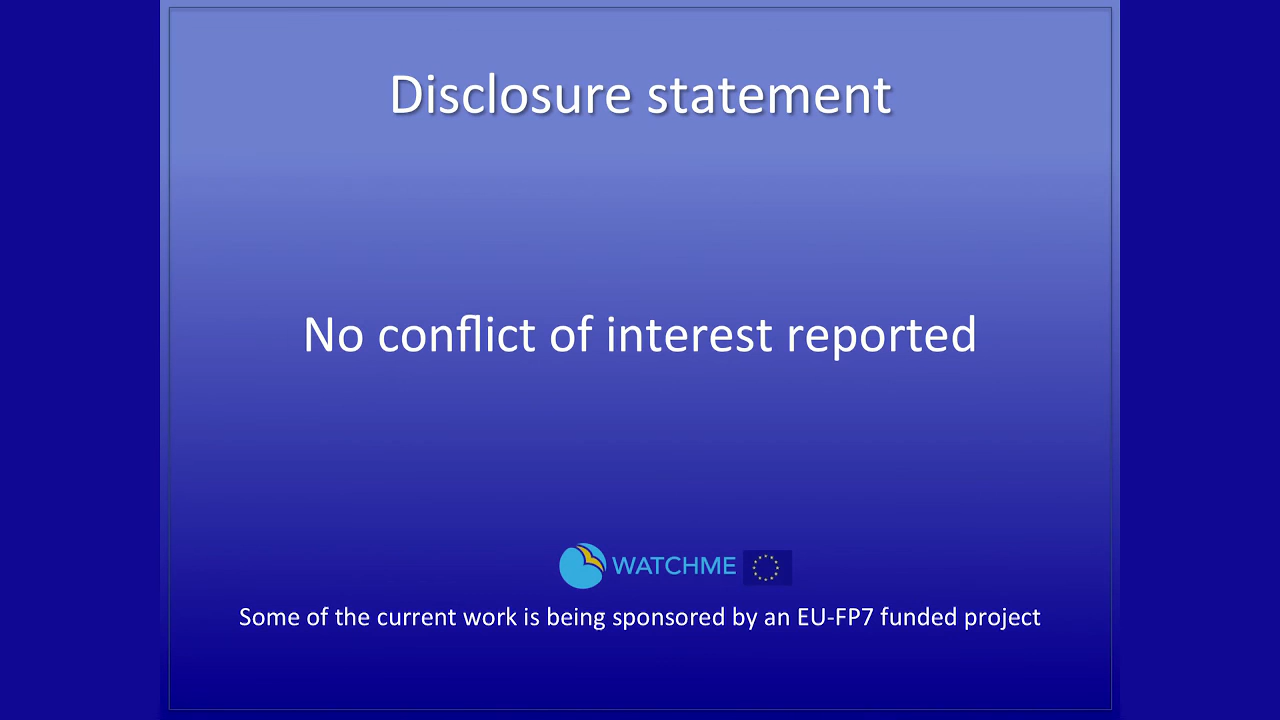 Disclosure statement
No conflict of interest reported
WATCHME
Some of the current work is being sponsored by an EU-FP7 funded project